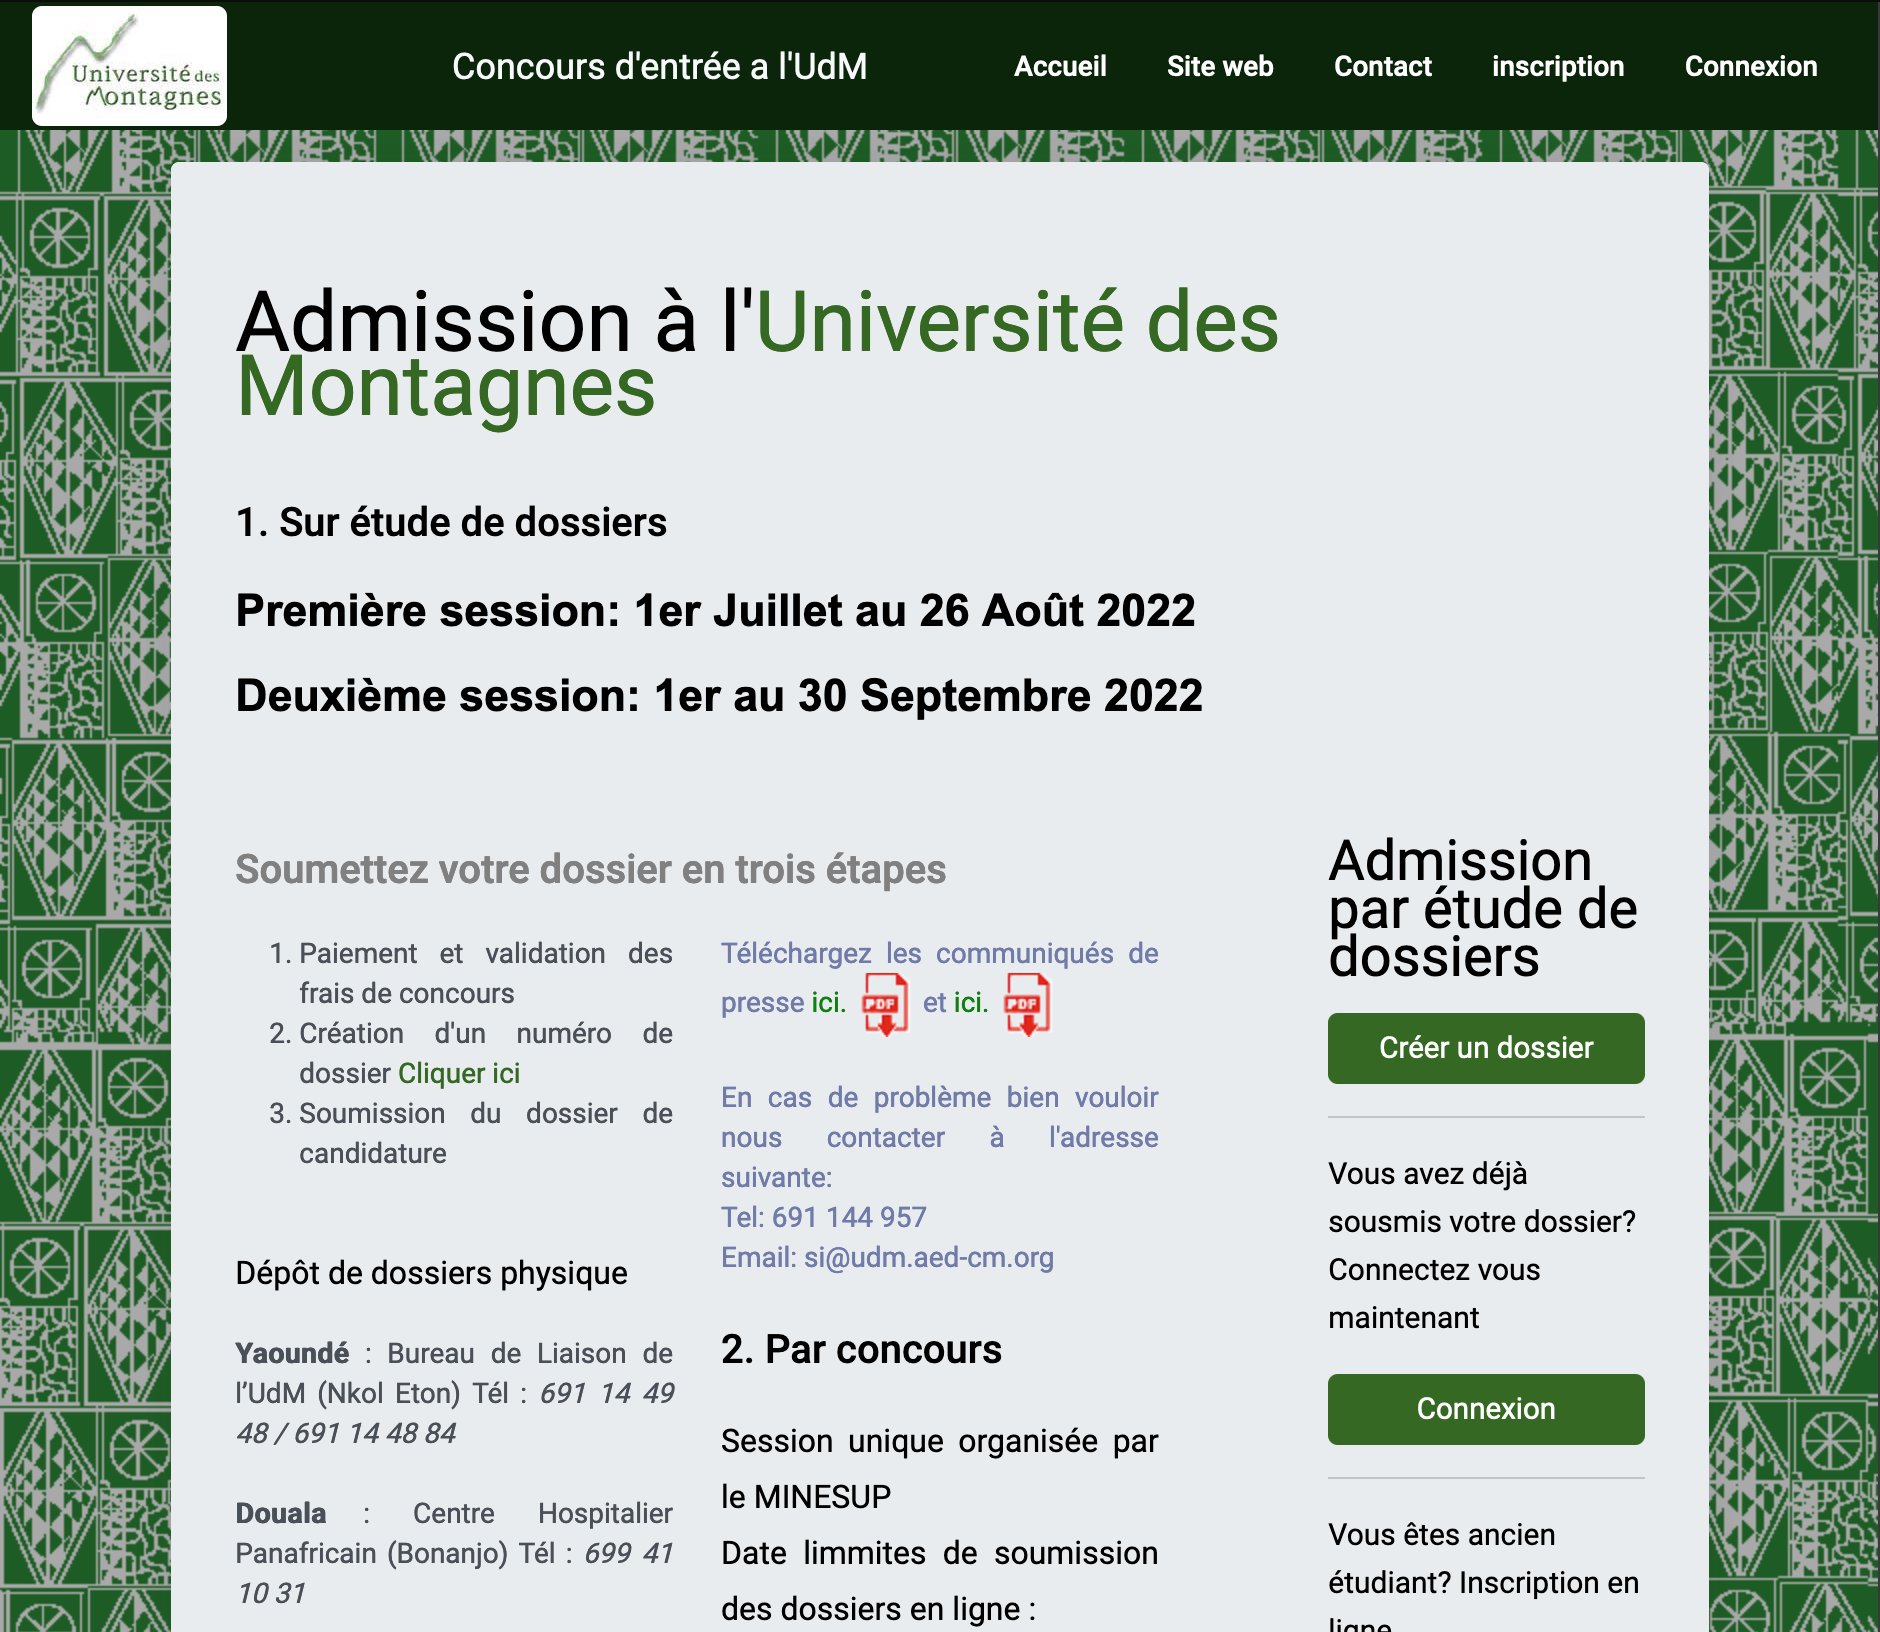 Université des
Montagnes
Concours d'entrée a l'UdM
Accueil
Site web
Contact
inscription
Connexion
Admission à l'Université des
Montagnes
1. Sur étude de dossiers
Première session: 1er Juillet au 26 Août 2022
Deuxième session: 1er au 30 Septembre 2022
Soumettez votre dossier en trois étapes
1. Paiement et validation des
frais de concours
2. Création d'un numéro de
dossier Cliquer ici
3. Soumission du dossier de
candidature
Dépôt de dossiers physique
Yaoundé : Bureau de Liaison de
l’UdM (Nkol Eton) Tél : 691 14 49
48 / 691 14 48 84
Douala : Centre Hospitalier
Panafricain (Bonanjo) Tél : 699 41
10 31
Téléchargez les communiqués de
presse ici. PDF et ici. PDF
En cas de problème bien vouloir
nous contacter à l'adresse
suivante:
Tel: 691 144 957
Email: si@udm.aed-cm.org
2. Par concours
Session unique organisée par
le MINESUP
Date limmites de soumission
des dossiers en ligne :
Admission
par étude de
dossiers
Créer un dossier
Vous avez déjà
sousmis votre dossier?
Connectez vous
maintenant
Connexion
Vous êtes ancien
étudiant? Inscription en
ligne